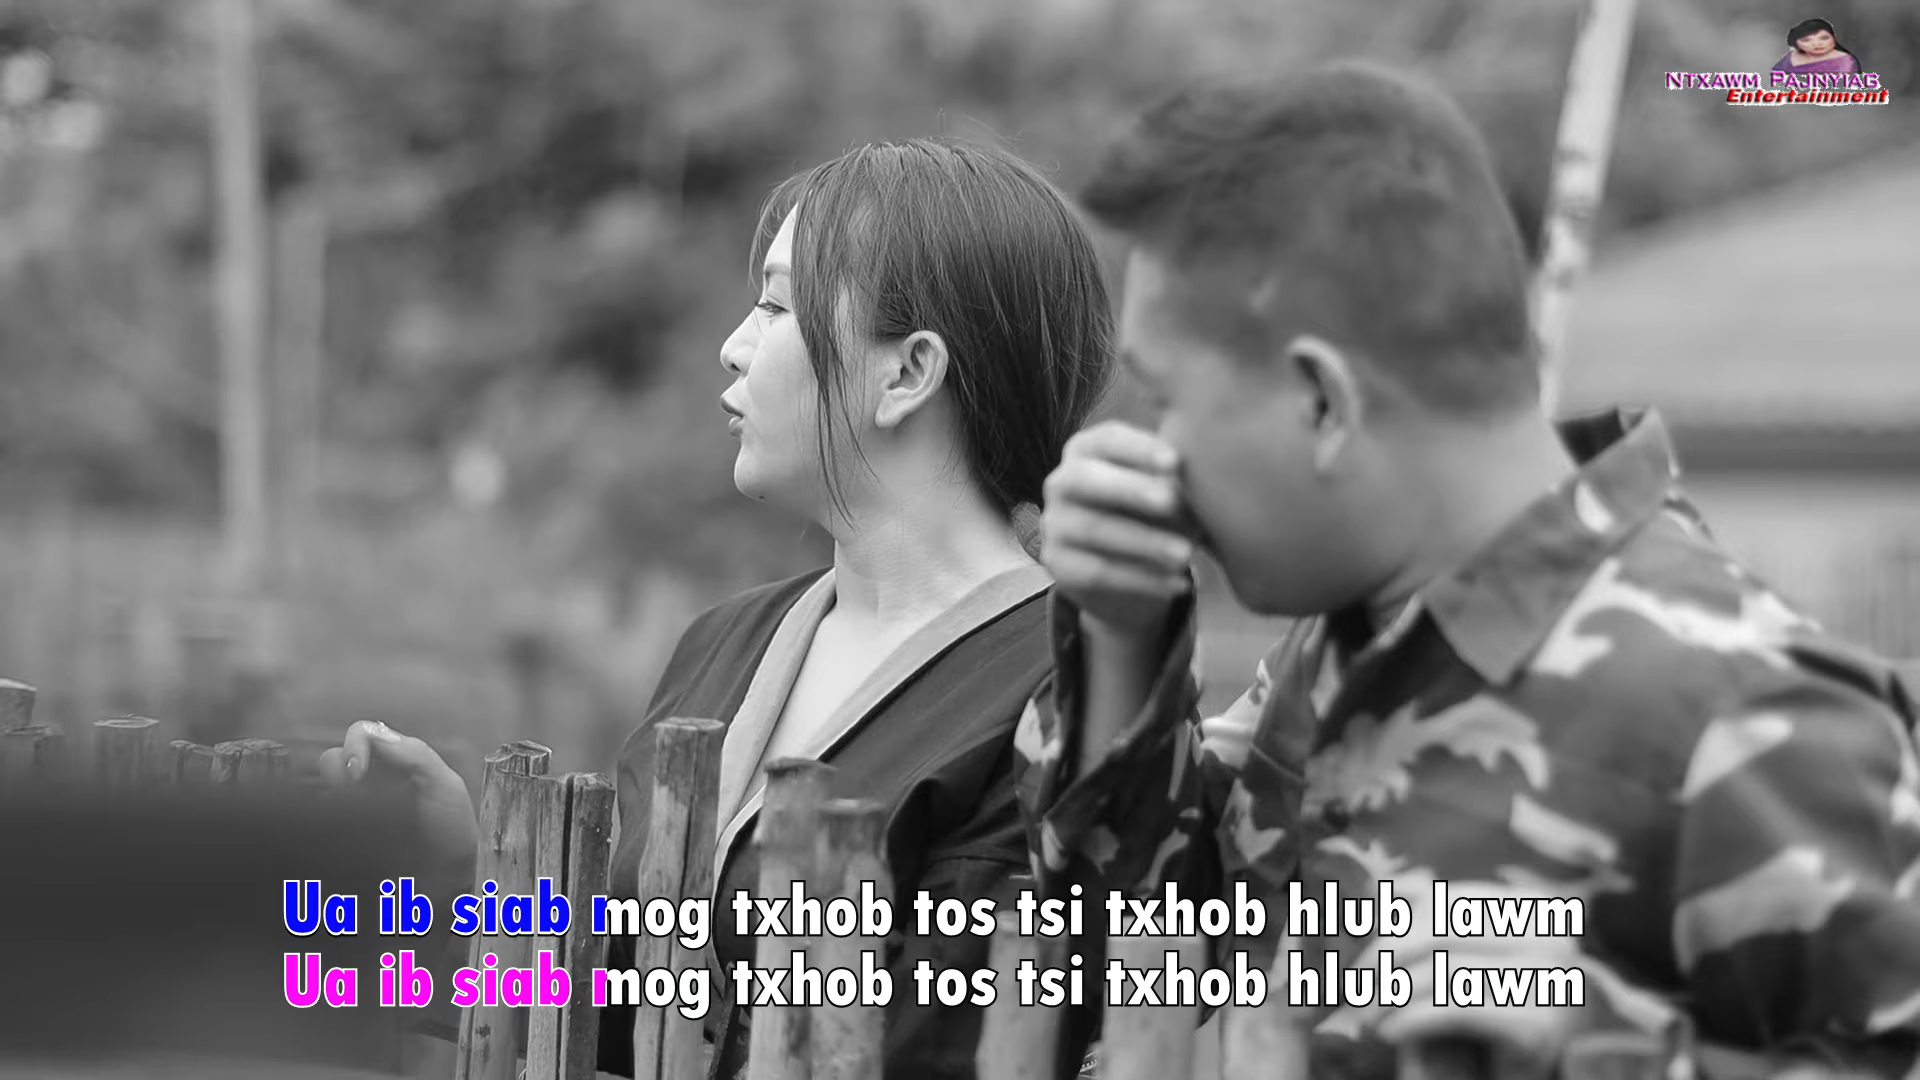 Ntxawm Pajnyiag
Entertainment
Ua ib siab mog txhob tos tsi txhob hlub lawm
Ua ib siab mog txhob tos tsi txhob hlub lawm